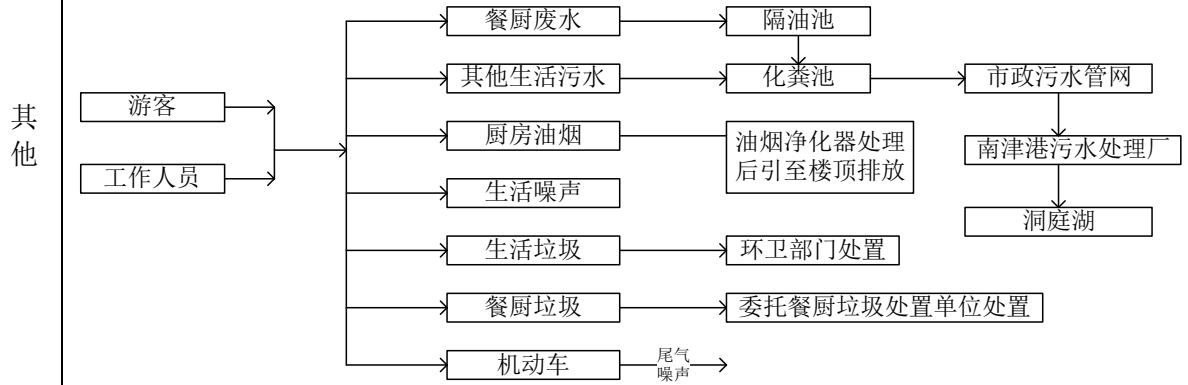 其
他
游客
工作人员
餐厨废水
隔油池
其他生活污水
化粪池
市政污水管网
厨房油烟
油烟净化器处理
后引至楼顶排放
南津港污水处理厂
生活噪声
洞庭湖
生活垃圾
环卫部门处置
餐厨垃圾
委托餐厨垃圾处置单位处置
机动车
尾气
噪声